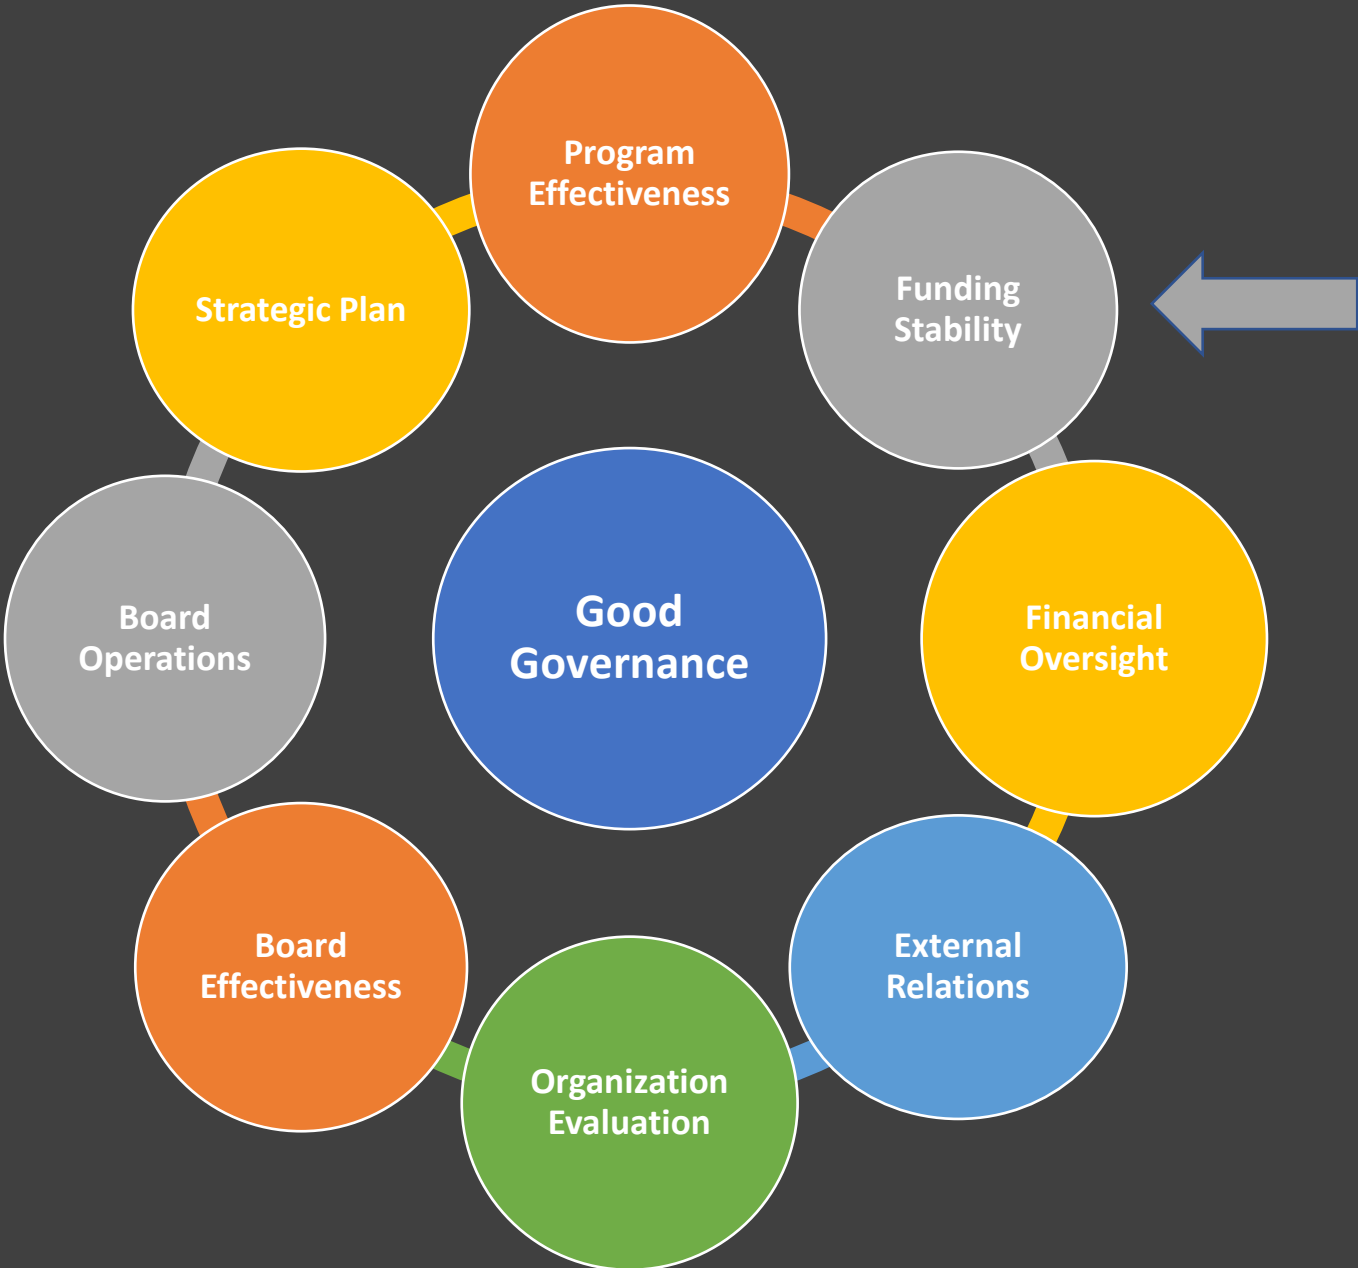 Program
Effectiveness
Funding
Stability
Strategic Plan
Good
Governance
Financial
Oversight
Board
Operations
External
Relations
Board
Effectiveness
Organization
Evaluation